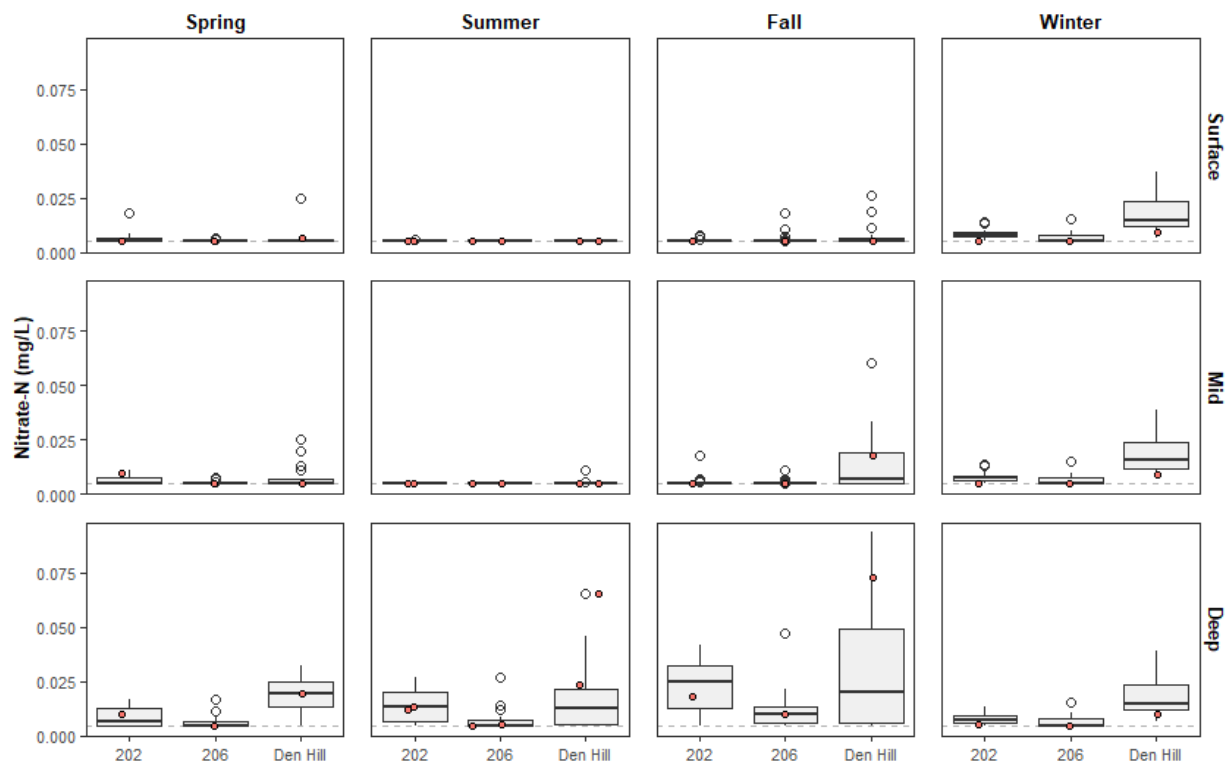 Spring Summer Fall Winter
Nitrate-N (mg/L)
0.075
0.050
0.025
0.000
Surface
0.075
0.050
0.025
0.000
Mid
0.075
0.050
0.025
0.000
Deep
202 206 Den Hill 202 206 Den Hill 202 206 Den Hill 202 206 Den Hill